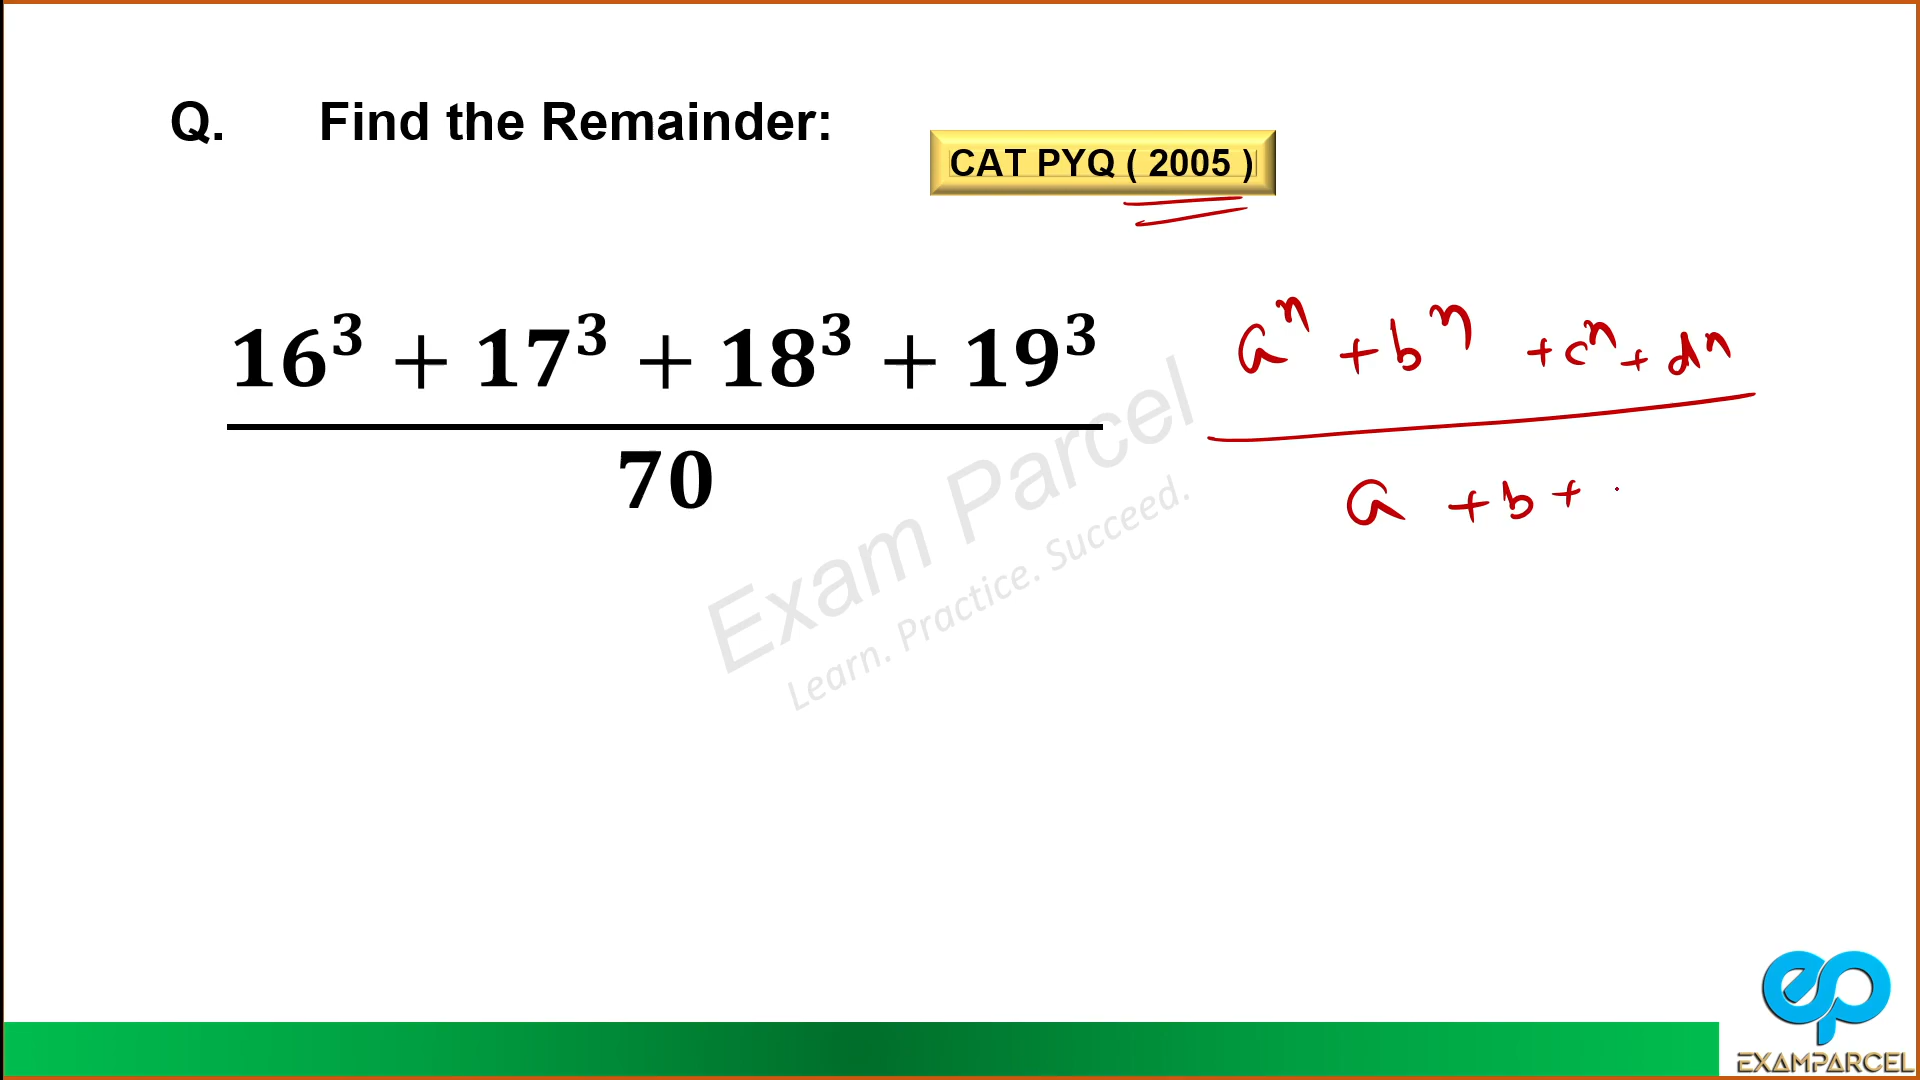 Q. Find the Remainder:
CAT PYQ ( 2005 )
16³ + 17³ + 18³ + 19³
70
aⁿ + bⁿ + cⁿ + dⁿ
a + b + .
Exam Parcel
Learn. Practice. Succeed.
ep
EXAMPARCEL